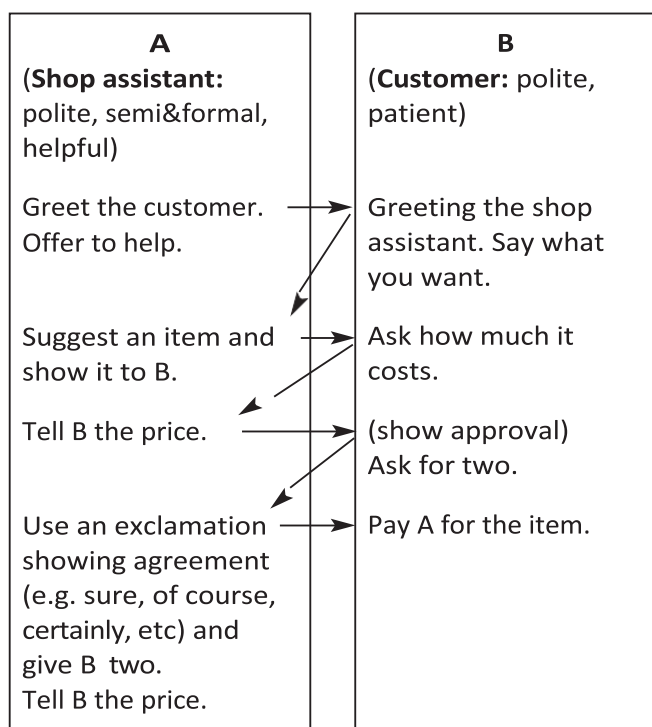 A
(Shop assistant:
polite, semi&formal,
helpful)
Greet the customer.
Offer to help.
Suggest an item and
show it to B.
Tell B the price.
Use an exclamation
showing agreement
(e.g. sure, of course,
certainly, etc) and
give B two.
Tell B the price.
B
(Customer: polite,
patient)
Greeting the shop
assistant. Say what
you want.
Ask how much it
costs.
(show approval)
Ask for two.
Pay A for the item.